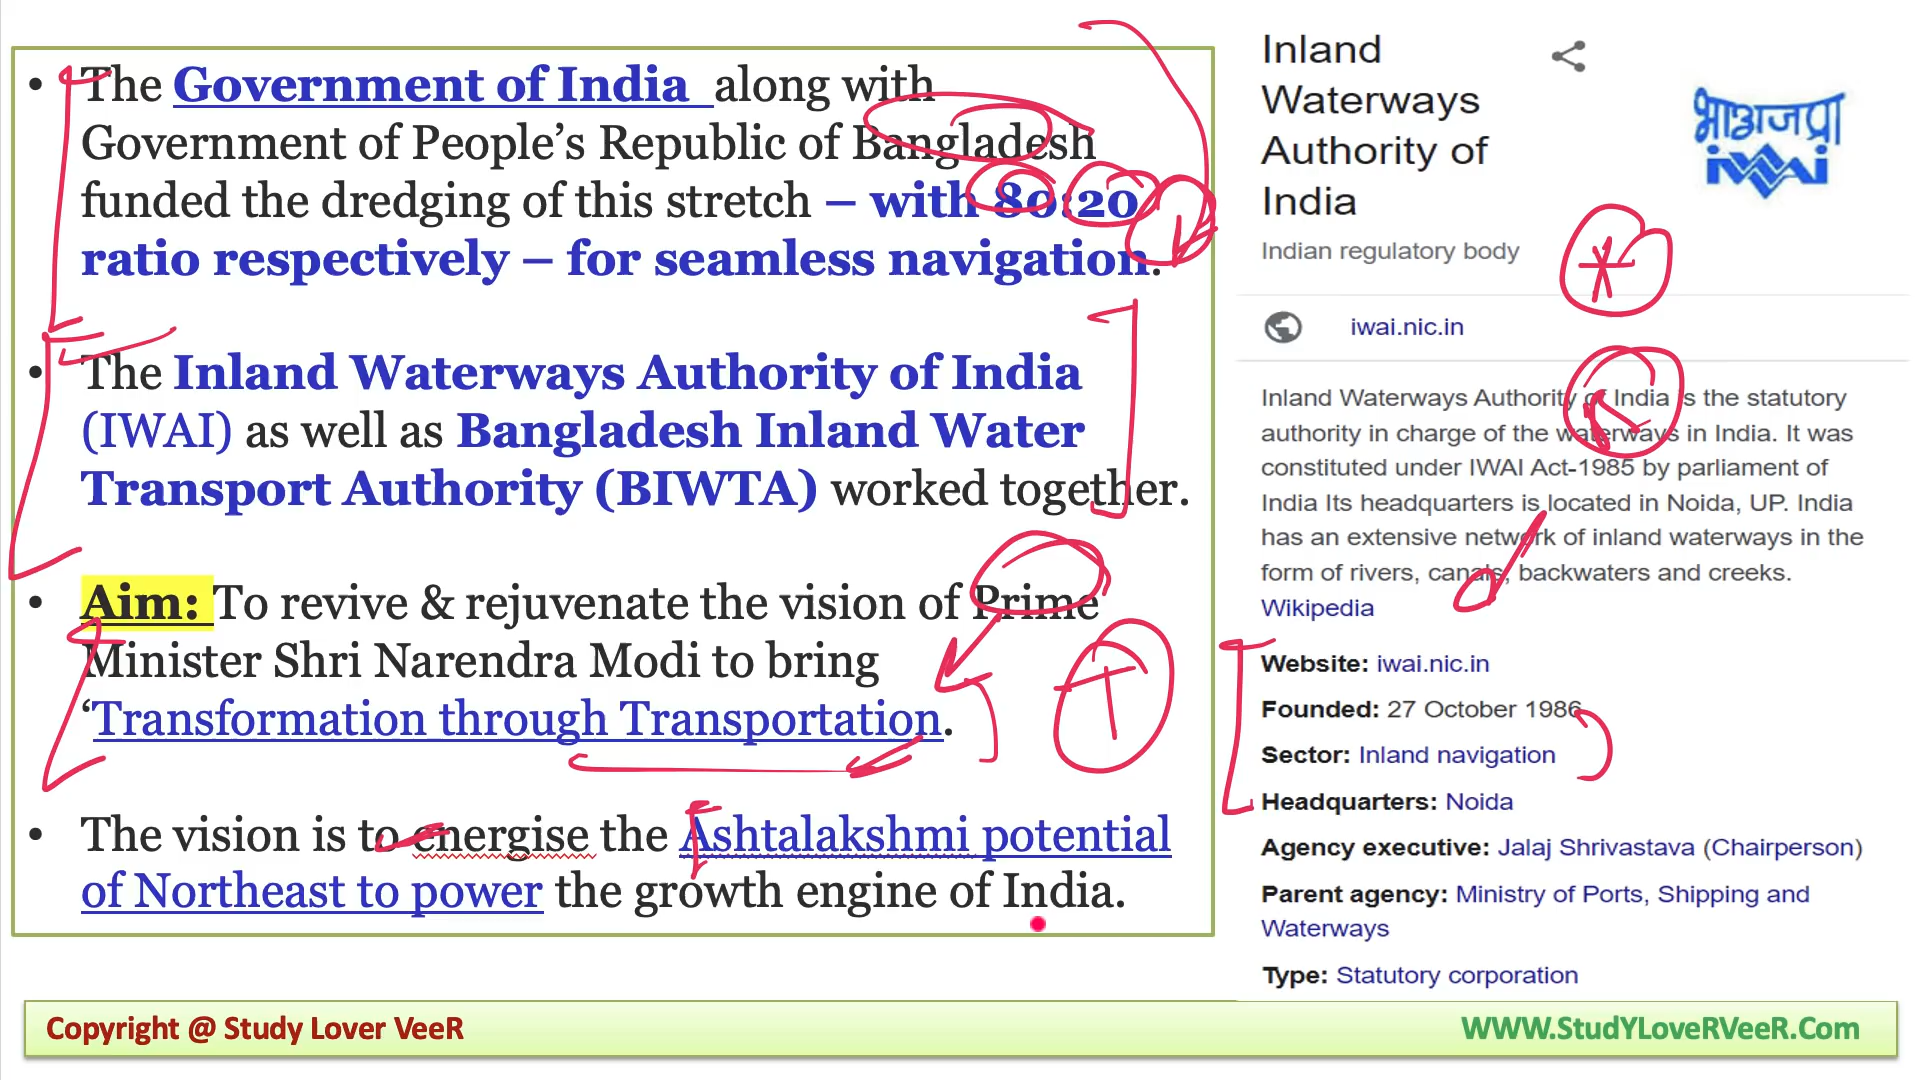 • The Government of India along with
Government of People’s Republic of Bangladesh
funded the dredging of this stretch – with 80:20
ratio respectively – for seamless navigation.
• The Inland Waterways Authority of India
(IWAI) as well as Bangladesh Inland Water
Transport Authority (BIWTA) worked together.
• Aim: To revive & rejuvenate the vision of Prime
Minister Shri Narendra Modi to bring
‘Transformation through Transportation.
• The vision is to energise the Ashtalakshmi potential
of Northeast to power the growth engine of India.
Inland
Waterways
Authority of
India
Indian regulatory body
भाअजप्रा
IWAI
iwai.nic.in
Inland Waterways Authority of India is the statutory
authority in charge of the waterways in India. It was
constituted under IWAI Act-1985 by parliament of
India Its headquarters is located in Noida, UP. India
has an extensive network of inland waterways in the
form of rivers, canals, backwaters and creeks.
Wikipedia
Website: iwai.nic.in
Founded: 27 October 1986
Sector: Inland navigation
Headquarters: Noida
Agency executive: Jalaj Shrivastava (Chairperson)
Parent agency: Ministry of Ports, Shipping and
Waterways
Type: Statutory corporation
Copyright @ Study Lover VeeR
WWW.StudYLoveRVeeR.Com